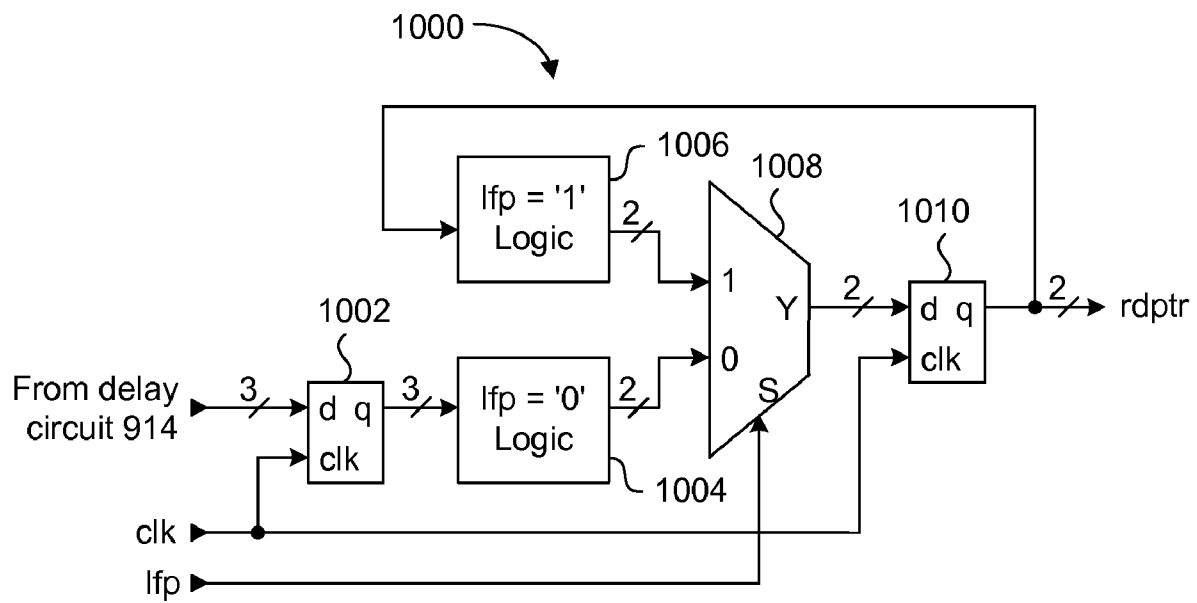 1000
1006
lfp = '1'
Logic
2
1008
1
0
Y
S
2
1010
d q
clk
2
rdptr
1002
From delay
circuit 914
3
d q
clk
3
lfp = '0'
Logic
2
1004
clk
lfp